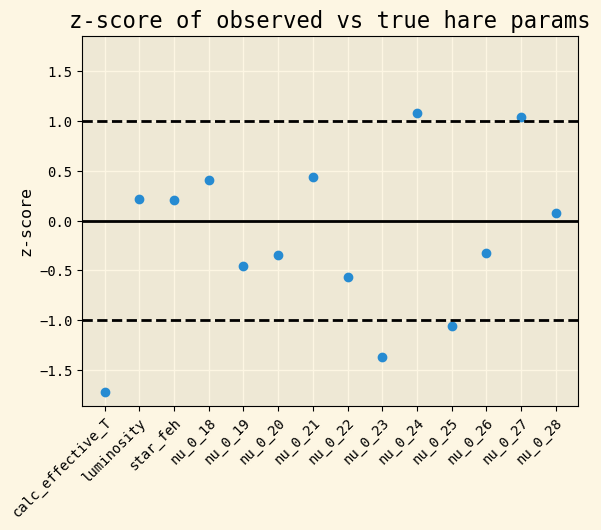 z-score of observed vs true hare params
z-score
1.5
1.0
0.5
0.0
−0.5
−1.0
−1.5
calc_effective_T
luminosity
star_feh
nu_0_18
nu_0_19
nu_0_20
nu_0_21
nu_0_22
nu_0_23
nu_0_24
nu_0_25
nu_0_26
nu_0_27
nu_0_28